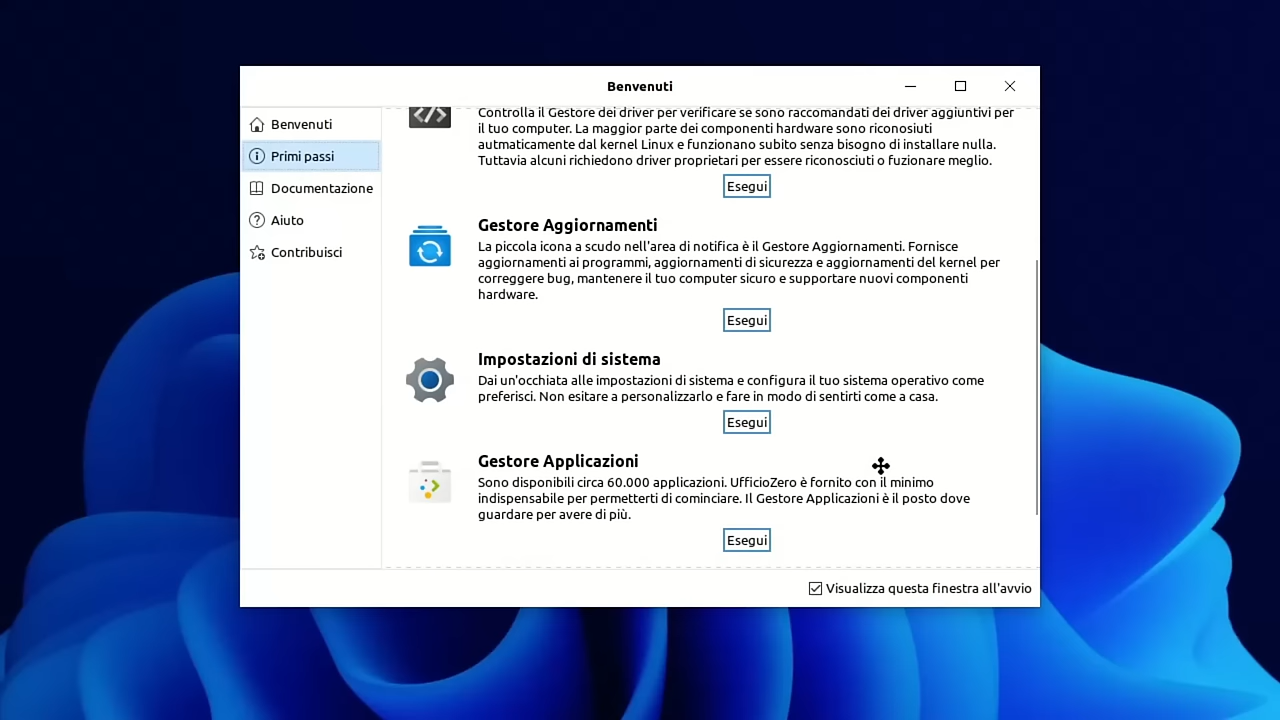 Benvenuti
Benvenuti
Primi passi
Documentazione
Aiuto
Contribuisci
Controlla il Gestore dei driver per verificare se sono raccomandati dei driver aggiuntivi per
il tuo computer. La maggior parte dei componenti hardware sono riconosiuti
autmaticamente dal kernel Linux e funzionano subito senza bisogno di installare nulla.
Tuttavia alcuni richiedono driver proprietari per essere riconosciuti o fuzionare meglio.
Esegui
Gestore Aggiornamenti
La piccola icona a scudo nell'area di notifica è il Gestore Aggiornamenti. Fornisce
aggiornamenti ai programmi, aggiornamenti di sicurezza e aggiornamenti del kernel per
correggere bug, mantenere il tuo computer sicuro e supportare nuovi componenti
hardware.
Esegui
Impostazioni di sistema
Dai un'occhiata alle impostazioni di sistema e configura il tuo sistema operativo come
preferisci. Non esitare a personalizzarlo e fare in modo di sentirti come a casa.
Esegui
Gestore Applicazioni
Sono disponibili circa 60.000 applicazioni. UfficioZero è fornito con il minimo
indispensabile per permetterti di cominciare. Il Gestore Applicazioni è il posto dove
guardare per avere di più.
Esegui
Visualizza questa finestra all'avvio